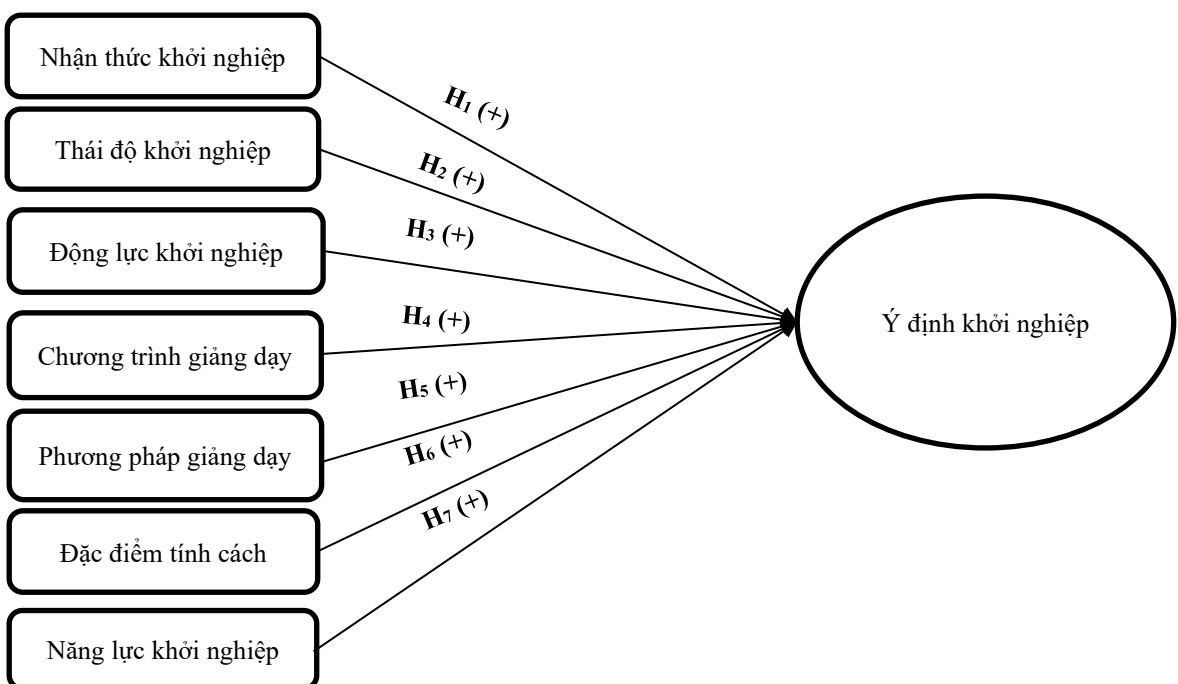 Nhận thức khởi nghiệp
Thái độ khởi nghiệp
Động lực khởi nghiệp
Chương trình giảng dạy
Phương pháp giảng dạy
Đặc điểm tính cách
Năng lực khởi nghiệp
H₁ (+)
H₂ (+)
H₃ (+)
H₄ (+)
H₅ (+)
H₆ (+)
H₇ (+)
Ý định khởi nghiệp